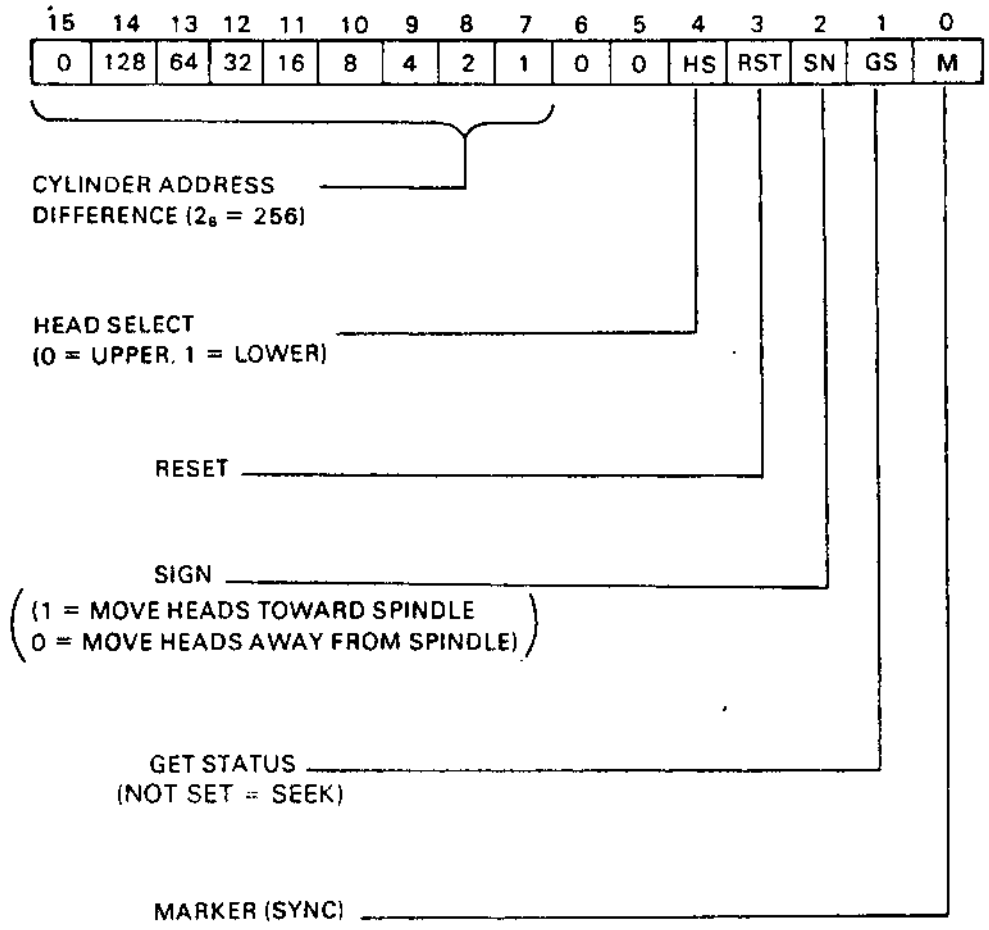 15 14 13 12 11 10 9 8 7 6 5 4 3 2 1 0
0 128 64 32 16 8 4 2 1 0 0 HS RST SN GS M
CYLINDER ADDRESS
DIFFERENCE (2₈ = 256)
HEAD SELECT
(0 = UPPER, 1 = LOWER)
RESET
SIGN
(1 = MOVE HEADS TOWARD SPINDLE
0 = MOVE HEADS AWAY FROM SPINDLE)
GET STATUS
(NOT SET = SEEK)
MARKER (SYNC)